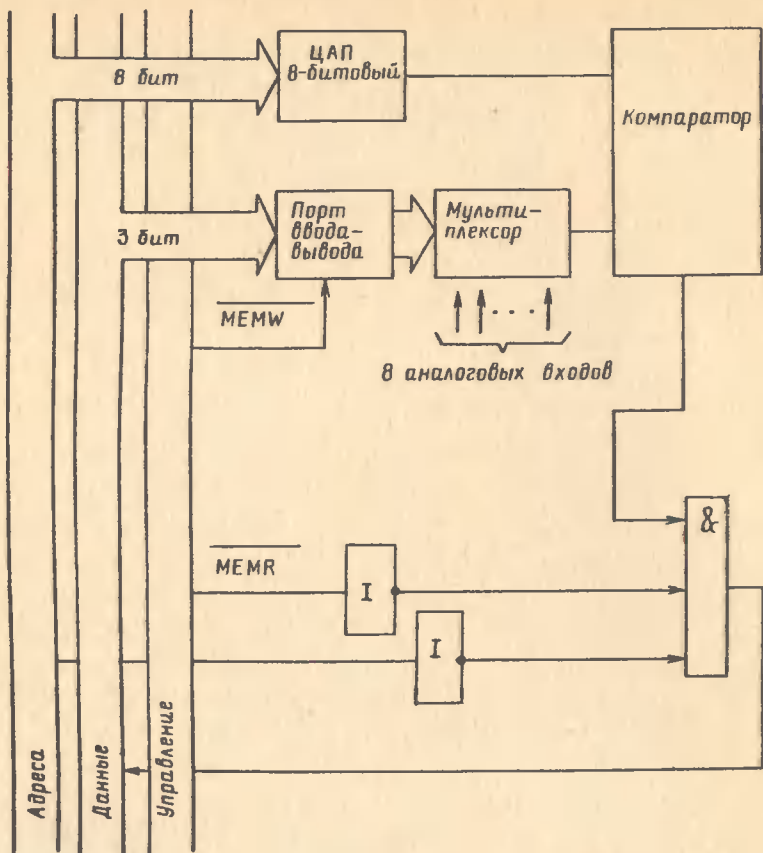 ЦАП
8-битовый
8 бит
Компаратор
Порт
ввода-
вывода
Мульти-
плексор
3 бит
MEMW
8 аналоговых входов
&
MEMR
I
I
Адреса
Данные
Управление